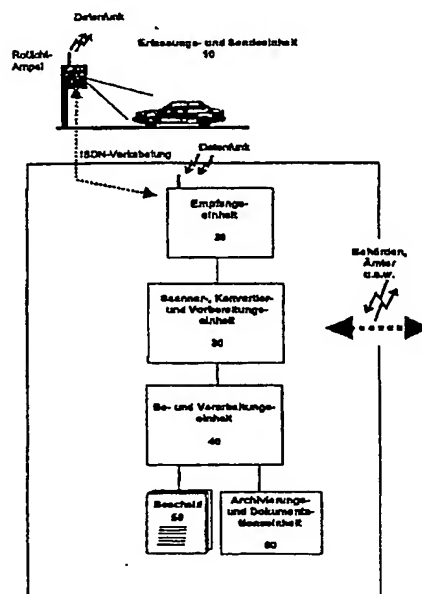 Datenfunk
Erfassungs- und Sendeeinheit
10
Rotlicht-
Ampel
ISDN-Verkabelung
Datenfunk
Empfangs-
einheit
20
Behörden,
Ämter
u.s.w.
Scanner-, Konvertier-
und Vorbereitungs-
einheit
30
Be- und Verarbeitungs-
einheit
40
Bescheid
50
Archivierungs-
und Dokumenta-
tionseinheit
60